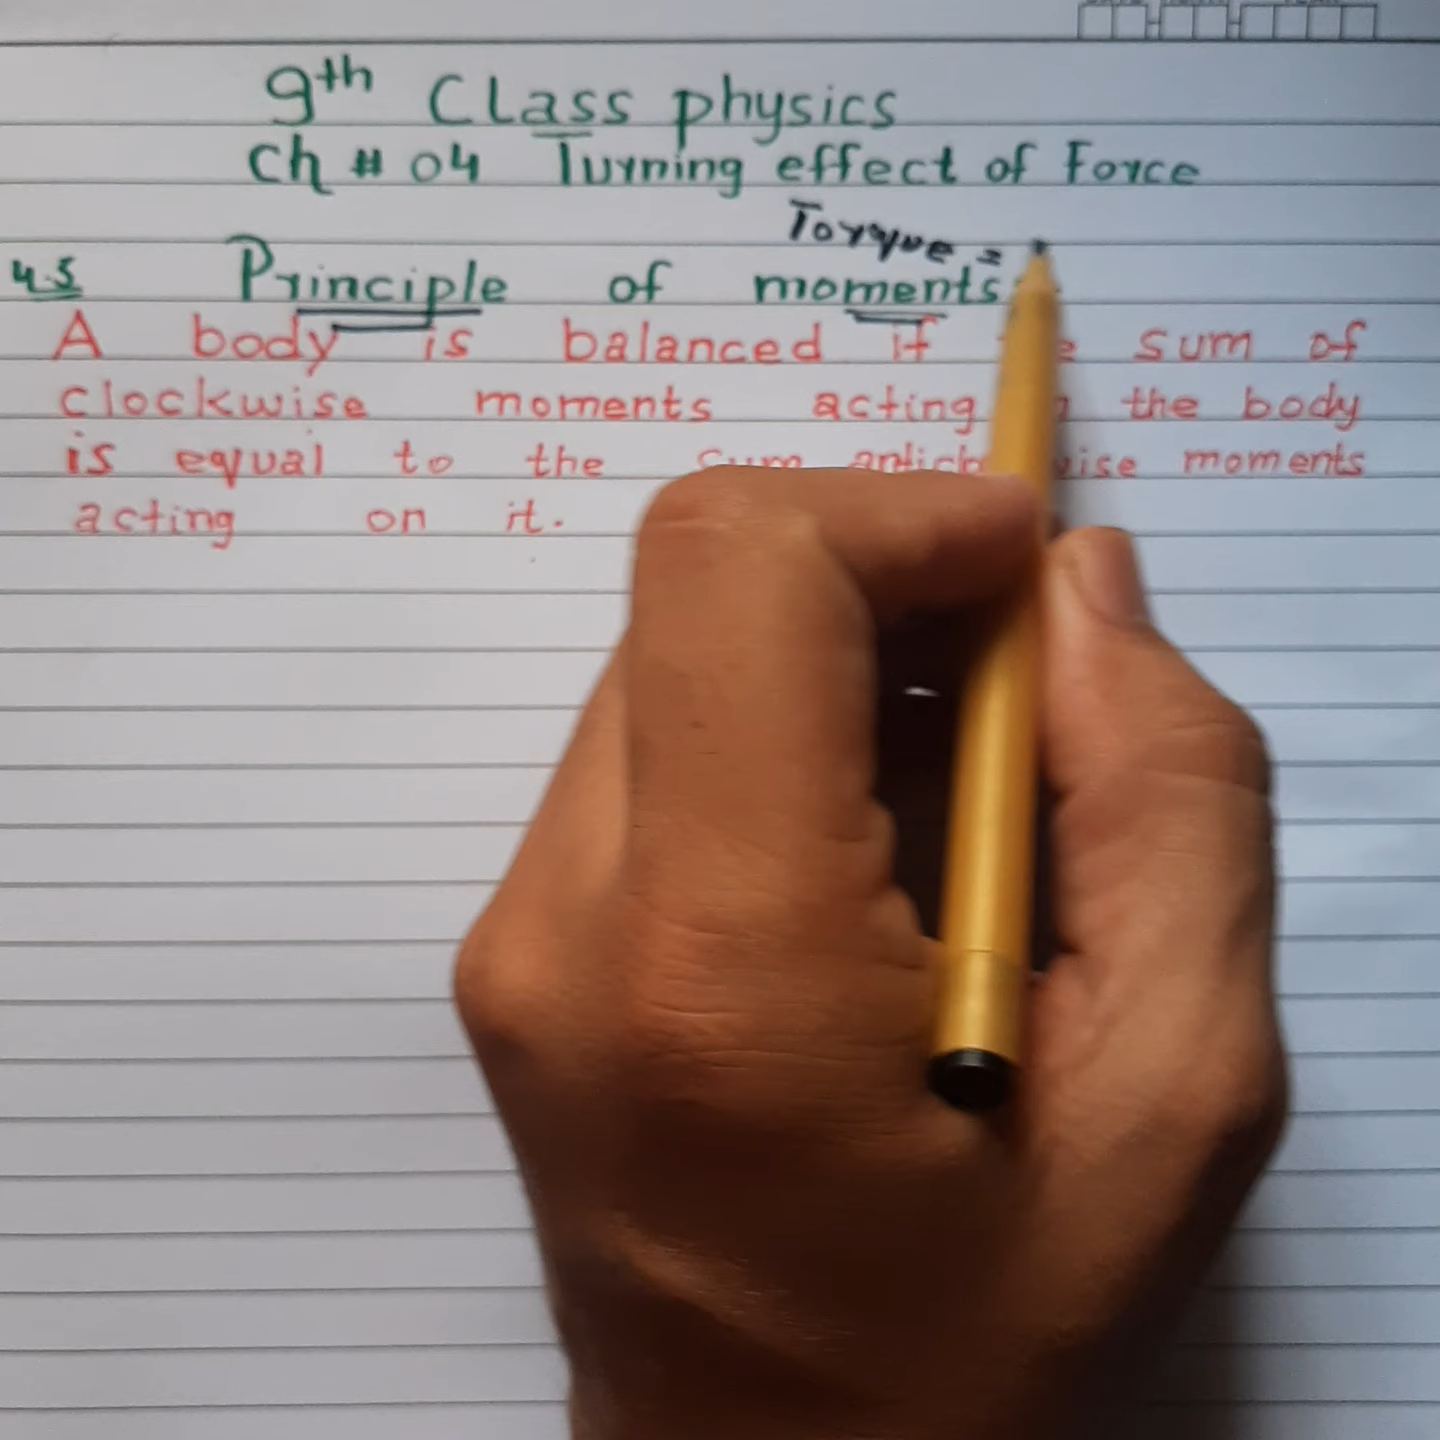 9th Class physics
Ch # 04 Turning effect of Force
Torque =
4.5 Principle of moments
A body is balanced if sum of
clockwise moments acting the body
is equal to the sum moments
acting on it.